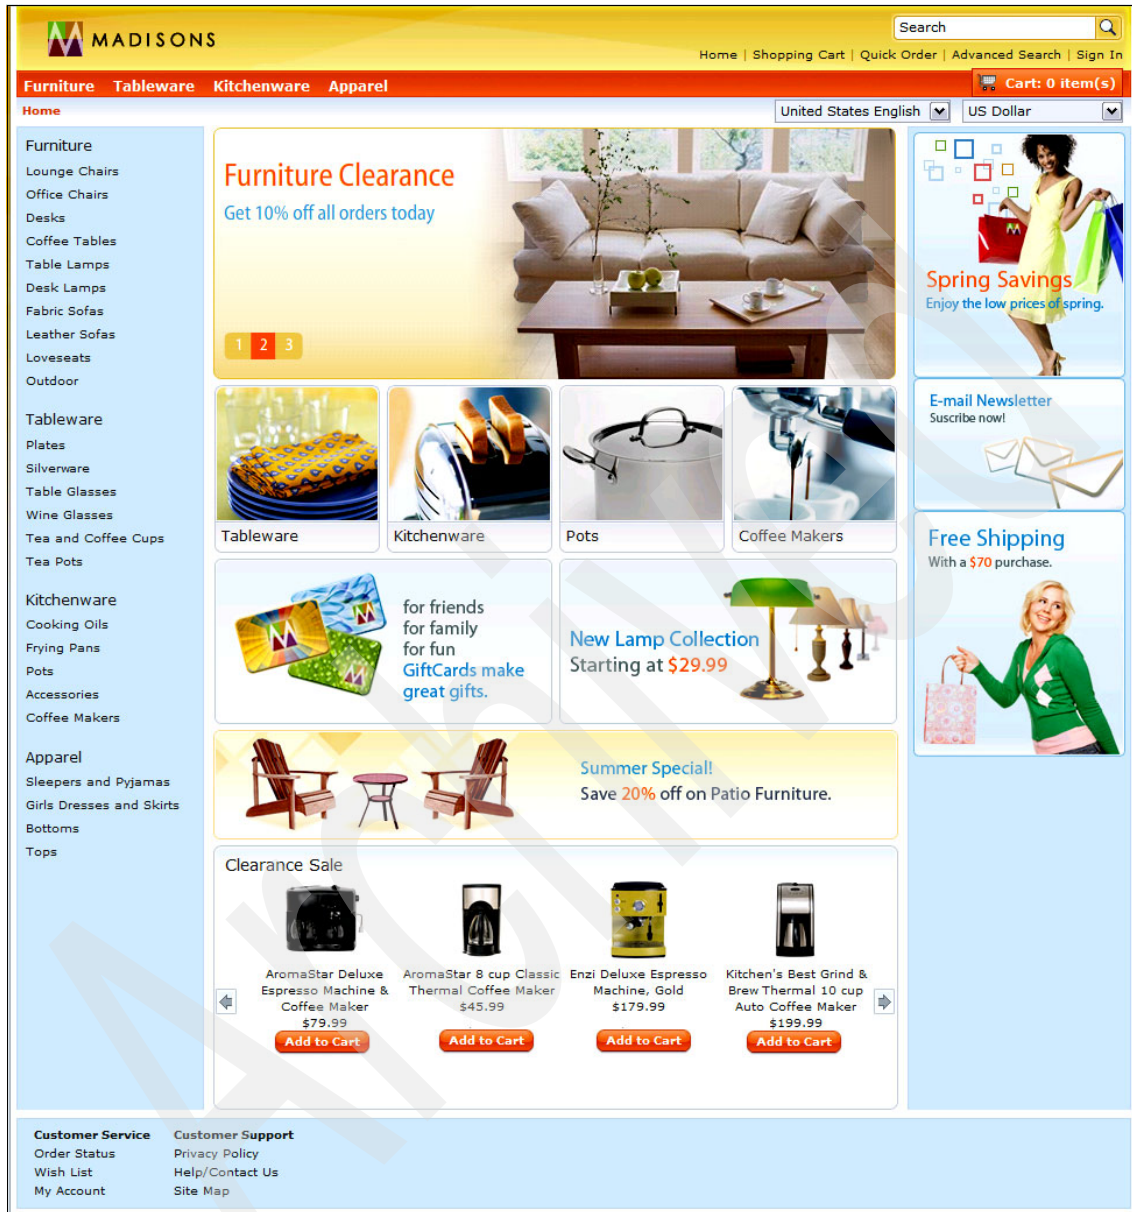 MADISONS
Search
Home | Shopping Cart | Quick Order | Advanced Search | Sign In
Furniture Tableware Kitchenware Apparel
Cart: 0 item(s)
Home
United States English
US Dollar
Furniture
Lounge Chairs
Office Chairs
Desks
Coffee Tables
Table Lamps
Desk Lamps
Fabric Sofas
Leather Sofas
Loveseats
Outdoor
Tableware
Plates
Silverware
Table Glasses
Wine Glasses
Tea and Coffee Cups
Tea Pots
Kitchenware
Cooking Oils
Frying Pans
Pots
Accessories
Coffee Makers
Apparel
Sleepers and Pyjamas
Girls Dresses and Skirts
Bottoms
Tops
Furniture Clearance
Get 10% off all orders today
1 2 3
Tableware
Kitchenware
Pots
Coffee Makers
for friends
for family
for fun
GiftCards make
great gifts.
New Lamp Collection
Starting at $29.99
Summer Special!
Save 20% off on Patio Furniture.
Clearance Sale
AromaStar Deluxe
Espresso Machine &
Coffee Maker
$79.99
Add to Cart
AromaStar 8 cup Classic
Thermal Coffee Maker
$45.99
Add to Cart
Enzi Deluxe Espresso
Machine, Gold
$179.99
Add to Cart
Kitchen's Best Grind &
Brew Thermal 10 cup
Auto Coffee Maker
$199.99
Add to Cart
Spring Savings
Enjoy the low prices of spring.
E-mail Newsletter
Suscribe now!
Free Shipping
With a $70 purchase.
Customer Service
Order Status
Wish List
My Account
Customer Support
Privacy Policy
Help/Contact Us
Site Map
Archived